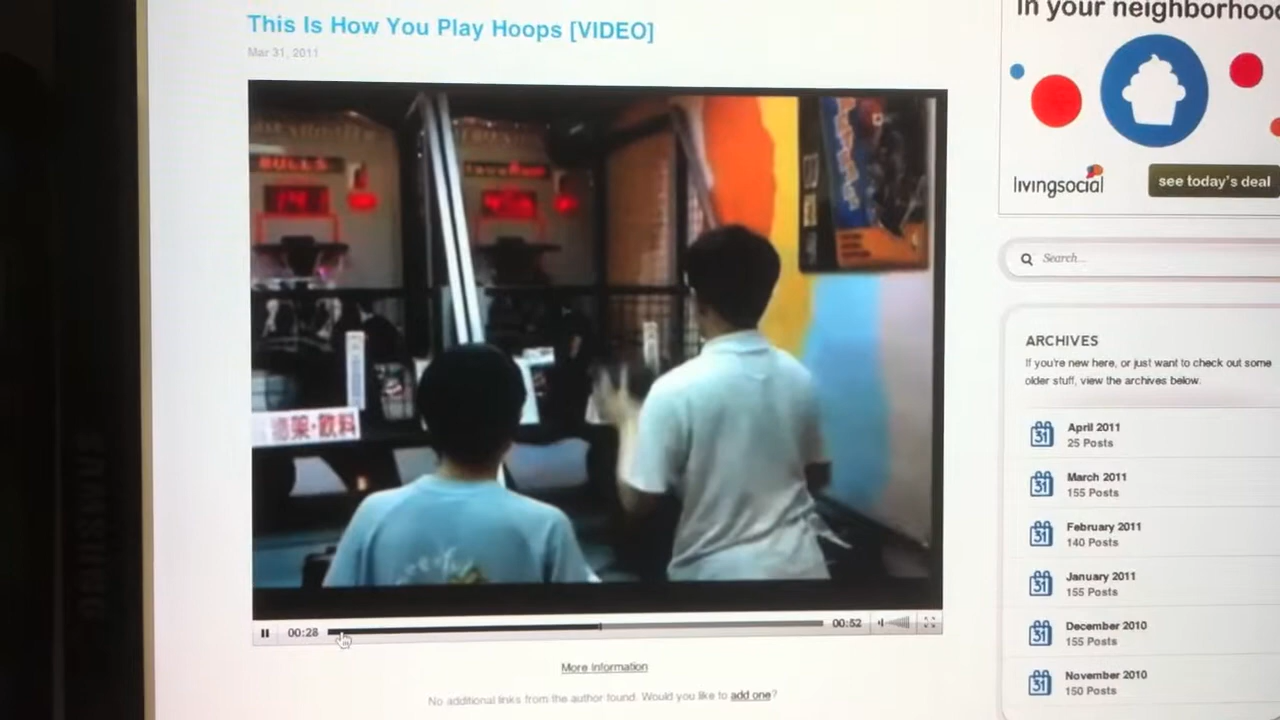 in your neighborhood
This Is How You Play Hoops [VIDEO]
Mar 31, 2011
BULLS
livingsocial
see today's deal
Search...
ARCHIVES
If you're new here, or just want to check out some
older stuff, view the archives below.
飲料
31
April 2011
25 Posts
31
March 2011
155 Posts
31
February 2011
140 Posts
31
January 2011
155 Posts
31
December 2010
155 Posts
31
November 2010
150 Posts
00:28
00:52
More Information
No additional links from the author found. Would you like to add one?
SAMSUNG